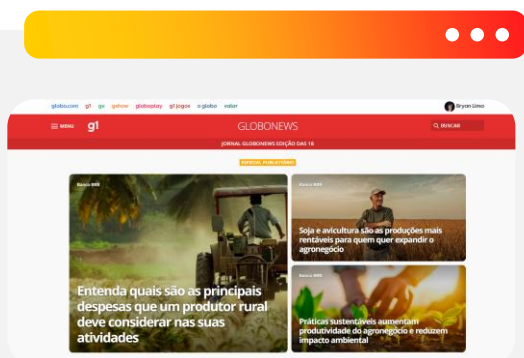 globo.com g1 ge gshow globoplay g1 jogos o globo valor
Bryan Lima
MENU g1 GLOBONEWS BUSCAR
JORNAL GLOBONEWS EDIÇÃO DAS 18
ESPECIAL PUBLICITÁRIO
Banco BRB
Entenda quais são as principais
despesas que um produtor rural
deve considerar nas suas
atividades
Banco BRB
Soja e avicultura são as produções mais
rentáveis para quem quer expandir o
agronegócio
Banco BRB
Práticas sustentáveis aumentam
produtividade do agronegócio e reduzem
impacto ambiental